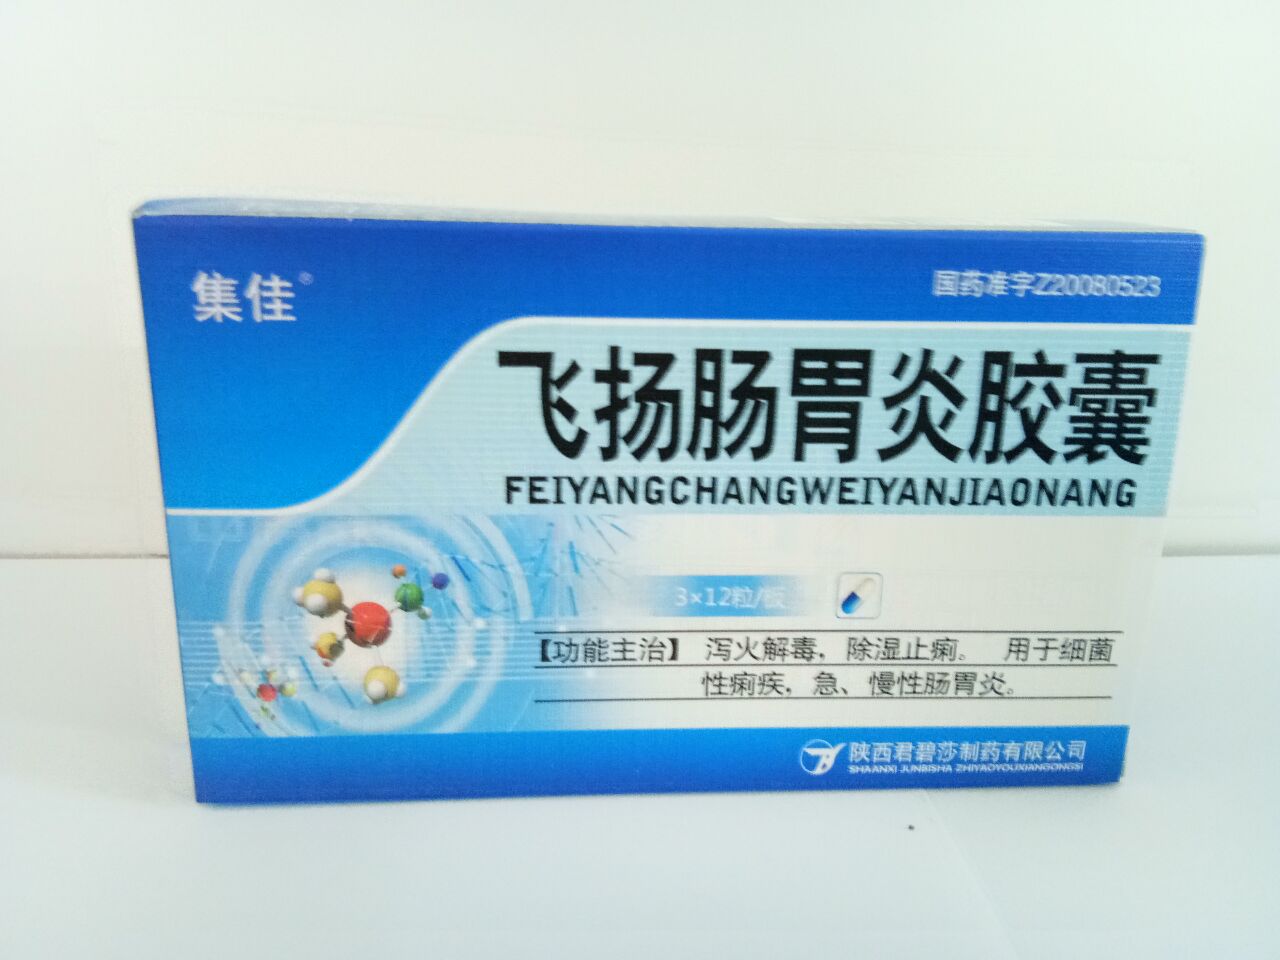 集佳®
国药准字Z20080523
飞扬肠胃炎胶囊
FEIYANGCHANGWEIYANJIAONANG
3×12粒/板
【功能主治】 泻火解毒，除湿止痢。 用于细菌
性痢疾，急、慢性肠胃炎。
陕西君碧莎制药有限公司
SHAANXI JUNBISHA ZHIYAOYOUXIANGONGSI